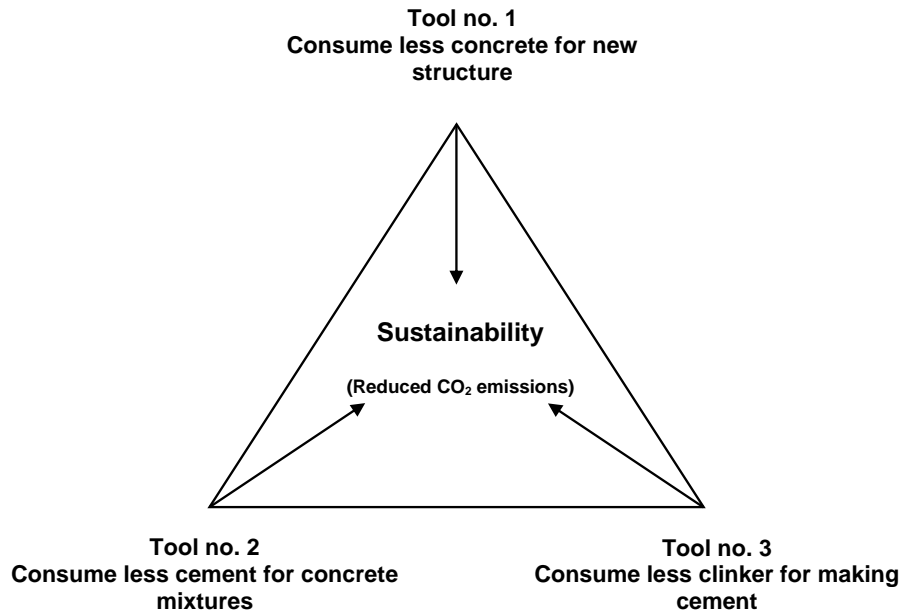 Tool no. 1
Consume less concrete for new
structure
Sustainability
(Reduced CO₂ emissions)
Tool no. 2
Consume less cement for concrete
mixtures
Tool no. 3
Consume less clinker for making
cement